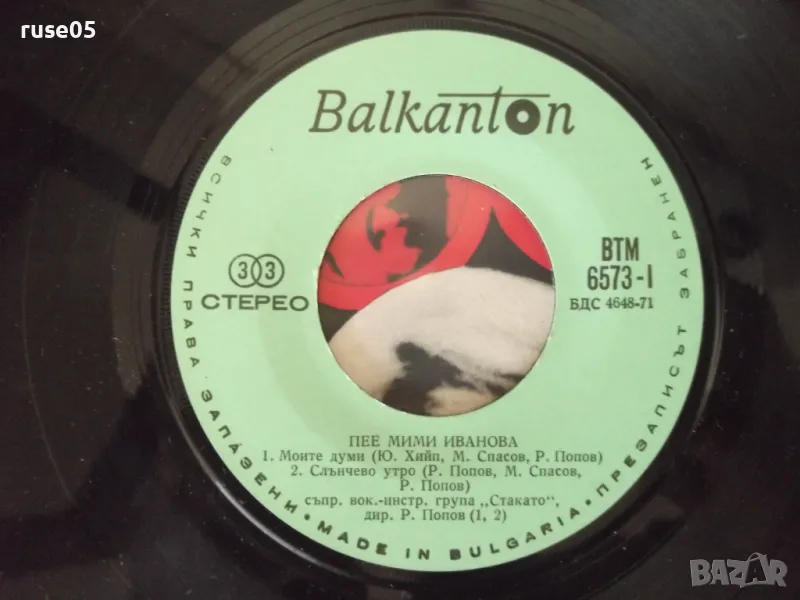 ruse05
Balkanton
ВСИЧКИ ПРАВА ЗАПАЗЕНИ · MADE IN BULGARIA · ПРЕЗАПИСЪТ ЗАБРАНЕН
33
СТЕРЕО
ВТМ
6573-I
БДС 4648-71
ПЕЕ МИМИ ИВАНОВА
1. Моите думи (Ю. Хийп, М. Спасов, Р. Попов)
2. Слънчево утро (Р. Попов, М. Спасов,
Р. Попов)
съпр. вок.-инстр. група „Стакато",
дир. Р. Попов (1, 2)
BAZAR